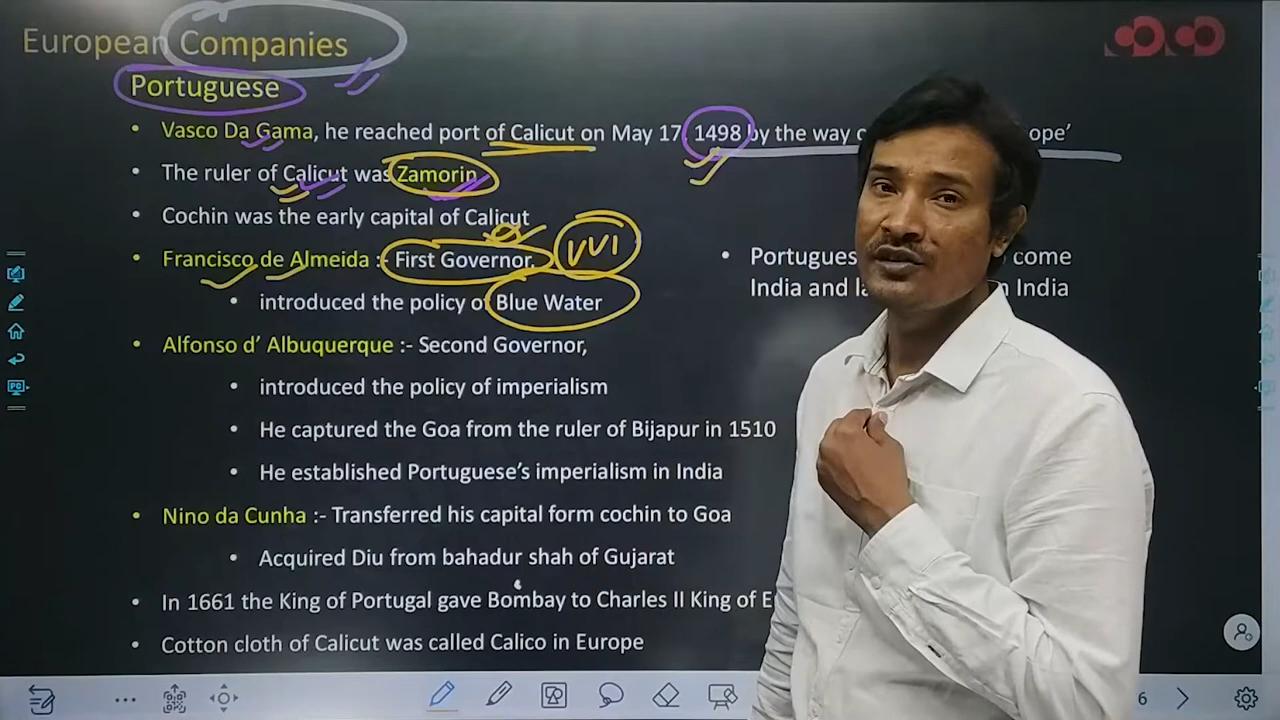 European Companies
Portuguese
• Vasco Da Gama, he reached port of Calicut on May 17, 1498 by the way ope’
• The ruler of Calicut was Zamorin
• Cochin was the early capital of Calicut
• Francisco de Almeida :- First Governor, VVI
• introduced the policy of Blue Water
• Portugues come
India and la India
• Alfonso d’ Albuquerque :- Second Governor,
• introduced the policy of imperialism
• He captured the Goa from the ruler of Bijapur in 1510
• He established Portuguese’s imperialism in India
• Nino da Cunha :- Transferred his capital form cochin to Goa
• Acquired Diu from bahadur shah of Gujarat
• In 1661 the King of Portugal gave Bombay to Charles II King of E
• Cotton cloth of Calicut was called Calico in Europe
6